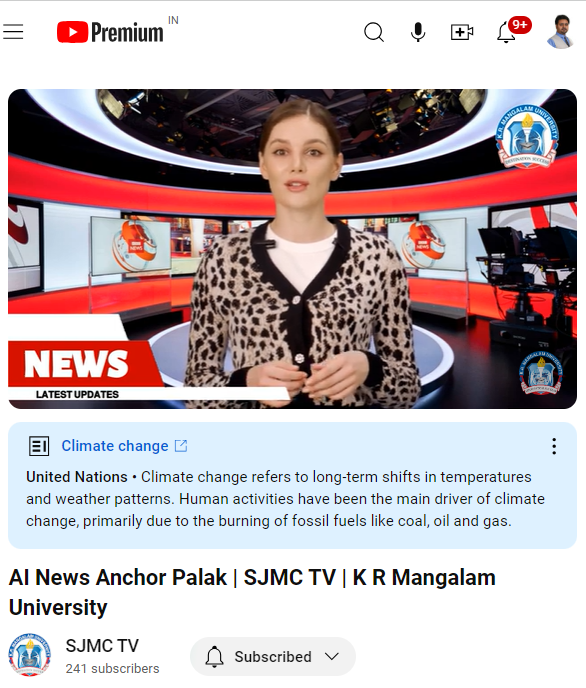 Premium IN
9+
K.R. MANGALAM UNIVERSITY
NEWS
NEWS
NEWS
LATEST UPDATES
Climate change
United Nations • Climate change refers to long-term shifts in temperatures
and weather patterns. Human activities have been the main driver of climate
change, primarily due to the burning of fossil fuels like coal, oil and gas.
AI News Anchor Palak | SJMC TV | K R Mangalam
University
SJMC TV
241 subscribers
Subscribed